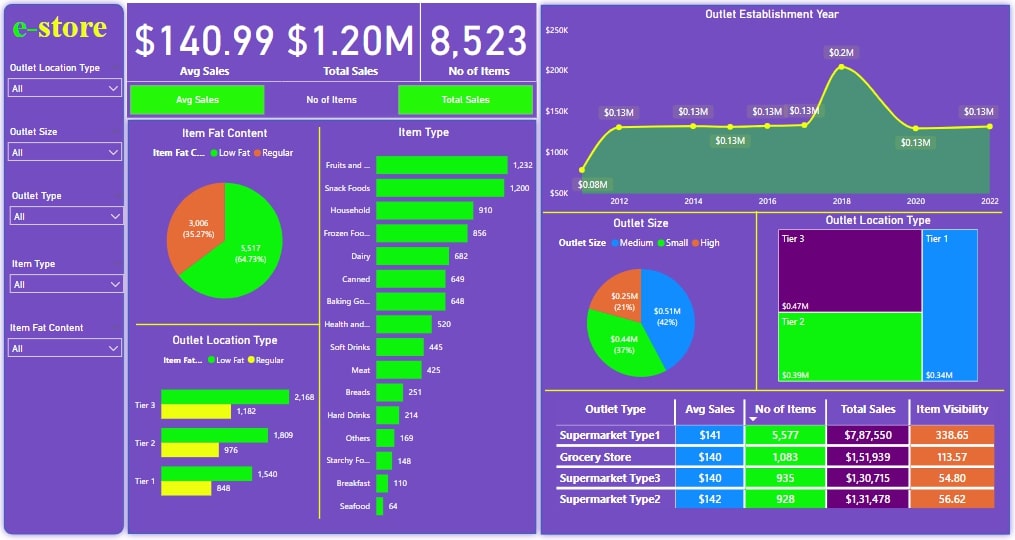 e-store
Outlet Location Type
All
Outlet Size
All
Outlet Type
All
Item Type
All
Item Fat Content
All
$140.99
Avg Sales
$1.20M
Total Sales
8,523
No of Items
Avg Sales
No of Items
Total Sales
Item Fat Content
Item Fat C... Low Fat Regular
3,006
(35.27%)
5,517
(64.73%)
Outlet Location Type
Item Fat... Low Fat Regular
Tier 3
2,168
1,182
Tier 2
1,809
976
Tier 1
1,540
848
Item Type
Fruits and ... 1,232
Snack Foods 1,200
Household 910
Frozen Foo... 856
Dairy 682
Canned 649
Baking Go... 648
Health and... 520
Soft Drinks 445
Meat 425
Breads 251
Hard Drinks 214
Others 169
Starchy Fo... 148
Breakfast 110
Seafood 64
Outlet Establishment Year
$250K
$200K
$150K
$100K
$50K
$0.08M
$0.13M
$0.13M
$0.13M
$0.13M
$0.13M
$0.2M
$0.13M
$0.13M
2012 2014 2016 2018 2020 2022
Outlet Size
Outlet Size Medium Small High
$0.25M
(21%)
$0.51M
(42%)
$0.44M
(37%)
Outlet Location Type
Tier 3
$0.47M
Tier 2
$0.39M
Tier 1
$0.34M
Outlet Type Avg Sales No of Items Total Sales Item Visibility
Supermarket Type1 $141 5,577 $7,87,550 338.65
Grocery Store $140 1,083 $1,51,939 113.57
Supermarket Type3 $140 935 $1,30,715 54.80
Supermarket Type2 $142 928 $1,31,478 56.62